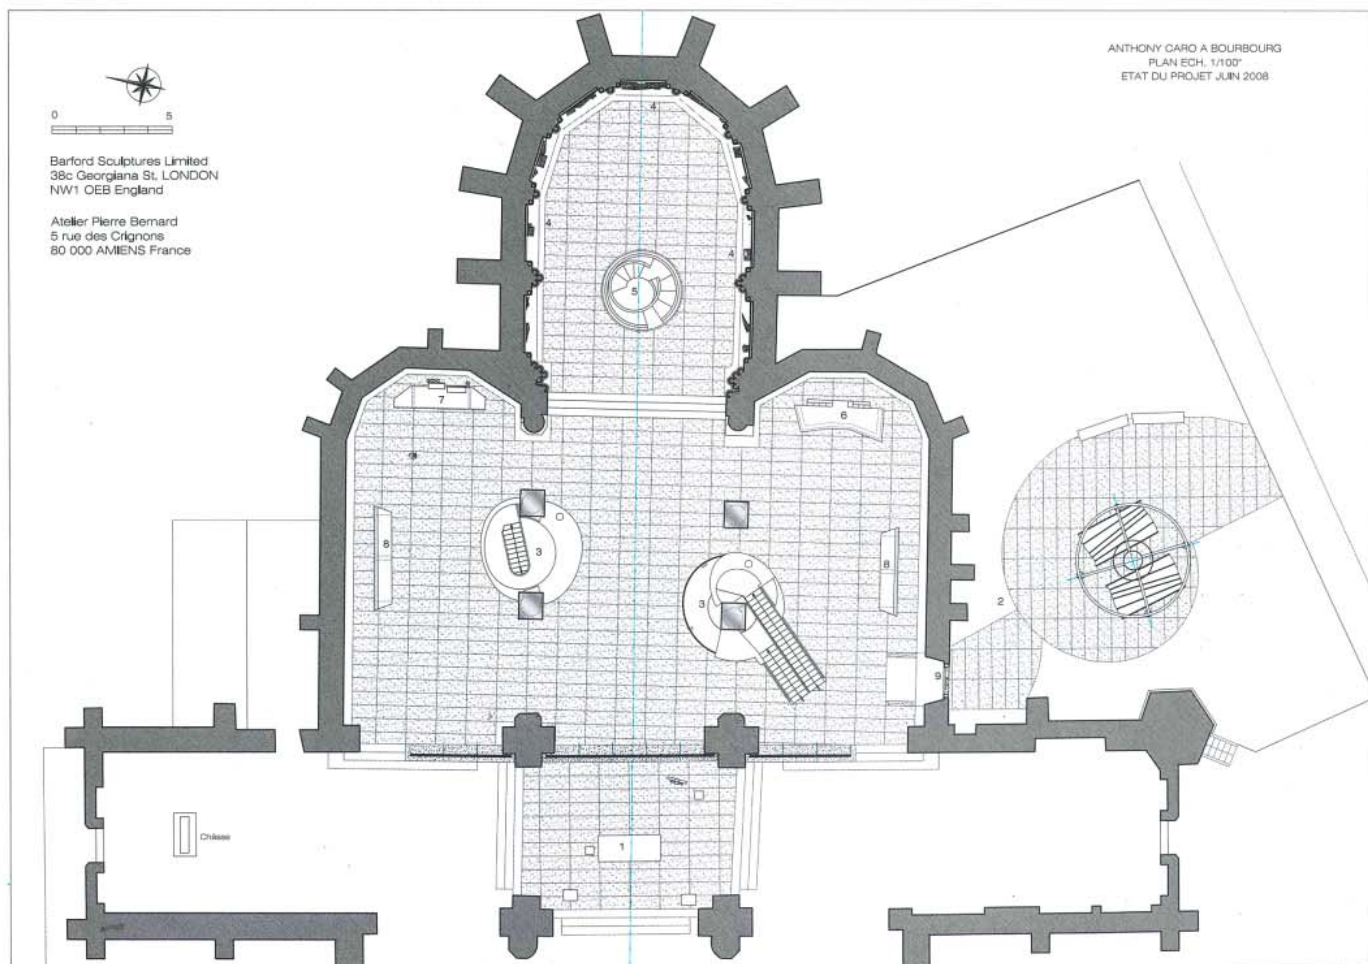 ANTHONY CARO A BOURBOURG
PLAN ECH. 1/100°
ETAT DU PROJET JUIN 2008
0 5
Barford Sculptures Limited
38c Georgiana St, LONDON
NW1 OEB England
Atelier Pierre Bernard
5 rue des Crignons
80 000 AMIENS France
4
4
4
5
7
6
8
3
8
3
2
9
Châsse
1